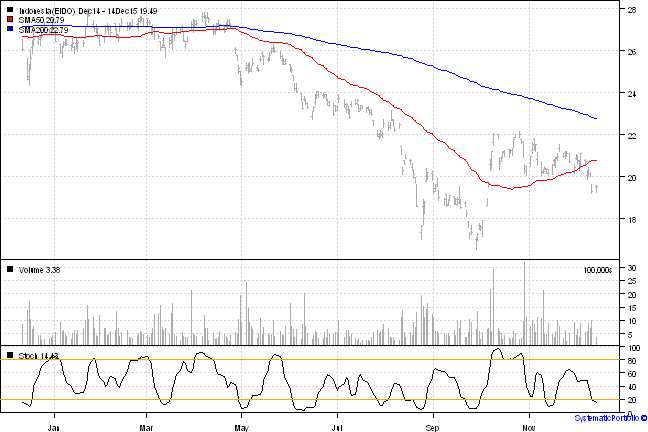 Indonesia(EIDO) Dec14 - 14Dec15 19.49
SMA50 20.79
SMA200 22.79
28
26
24
22
20
18
Volume 3.38
100,000s
30
25
20
15
10
5
Stoch 14.43
100
80
60
40
20
0
Jan
Mar
May
Jul
Sep
Nov
SystematicPortfolio ©